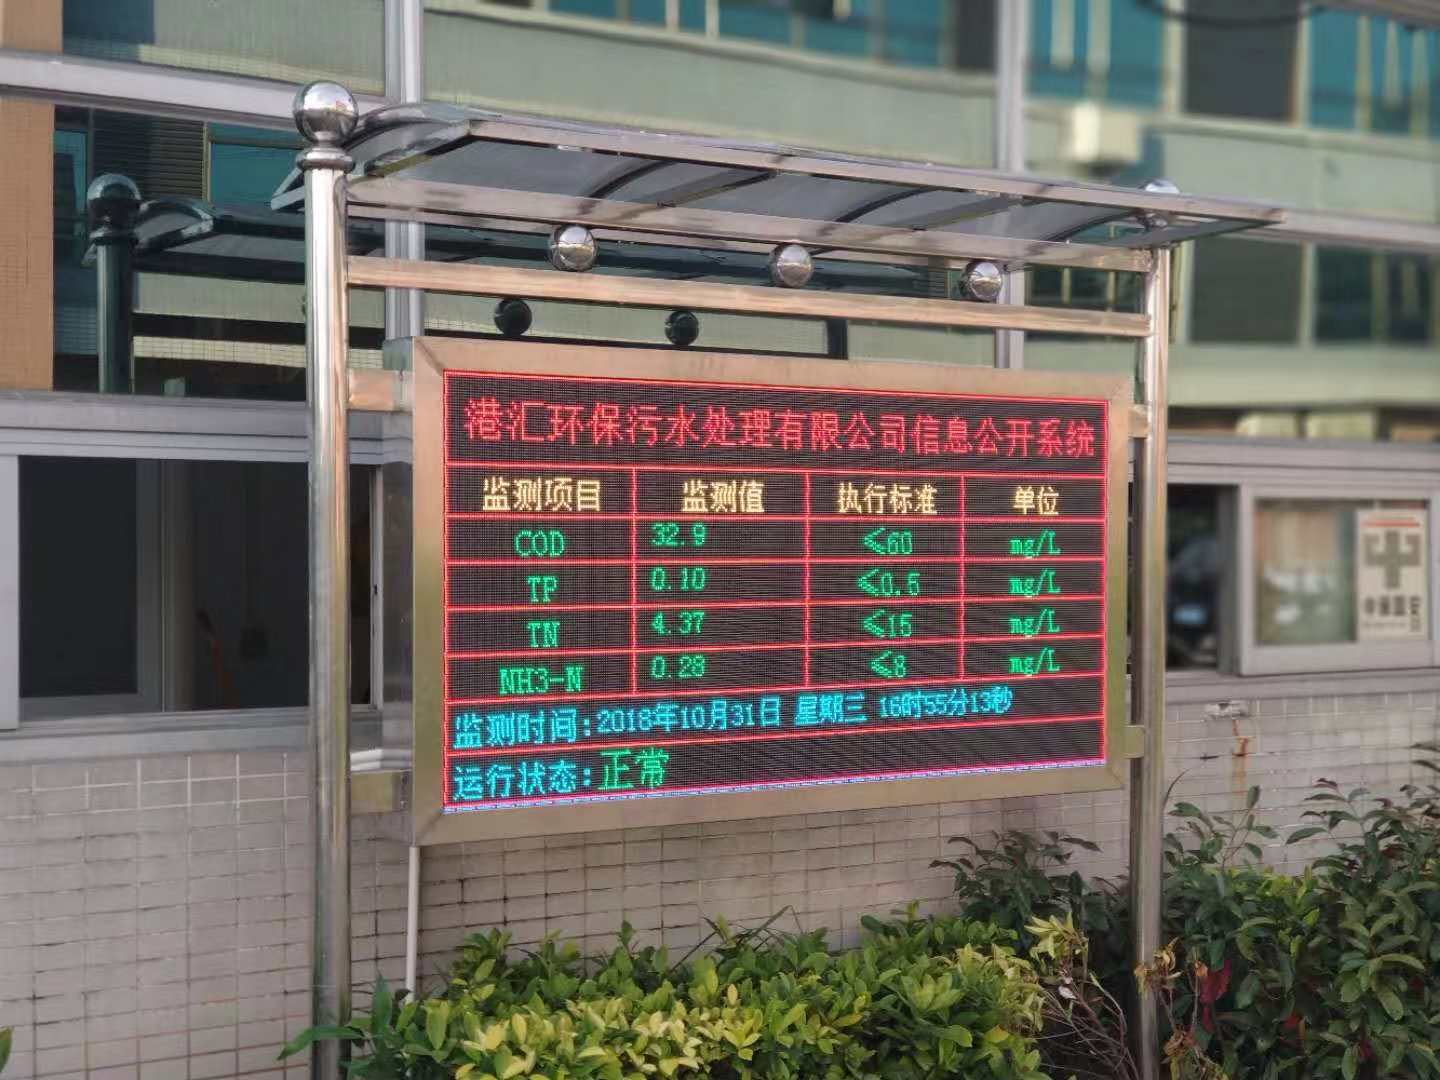 港汇环保污水处理有限公司信息公开系统
监测项目 监测值 执行标准 单位
COD 32.9 ≤60 mg/L
TP 0.10 ≤0.5 mg/L
TN 4.37 ≤15 mg/L
NH3-N 0.28 ≤8 mg/L
监测时间:2018年10月31日 星期三 16时55分13秒
运行状态:正常